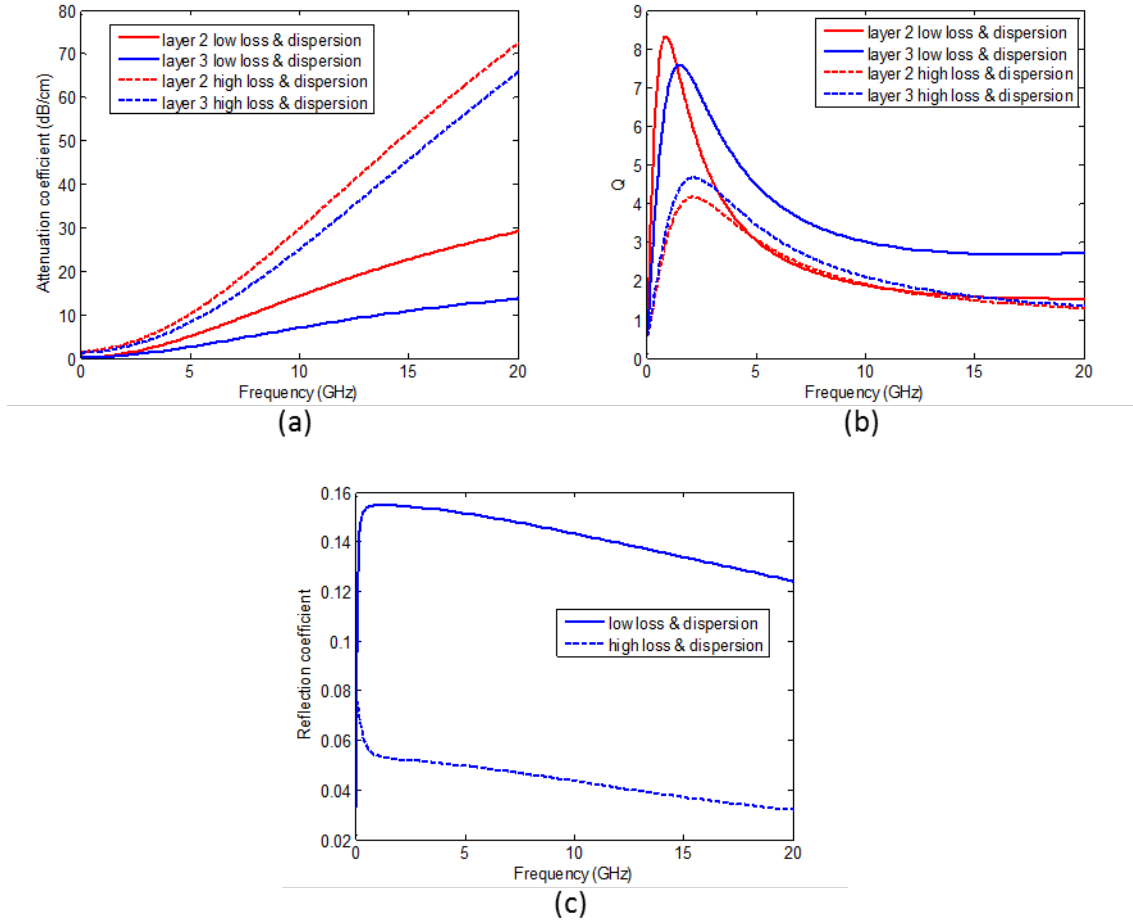 80
70
60
50
40
30
20
10
0
Attenuation coefficient (dB/cm)
layer 2 low loss & dispersion
layer 3 low loss & dispersion
layer 2 high loss & dispersion
layer 3 high loss & dispersion
0 5 10 15 20
Frequency (GHz)
(a)
9
8
7
6
5
4
3
2
1
0
Q
layer 2 low loss & dispersion
layer 3 low loss & dispersion
layer 2 high loss & dispersion
layer 3 high loss & dispersion
0 5 10 15 20
Frequency (GHz)
(b)
0.16
0.14
0.12
0.1
0.08
0.06
0.04
0.02
Reflection coefficient
low loss & dispersion
high loss & dispersion
0 5 10 15 20
Frequency (GHz)
(c)